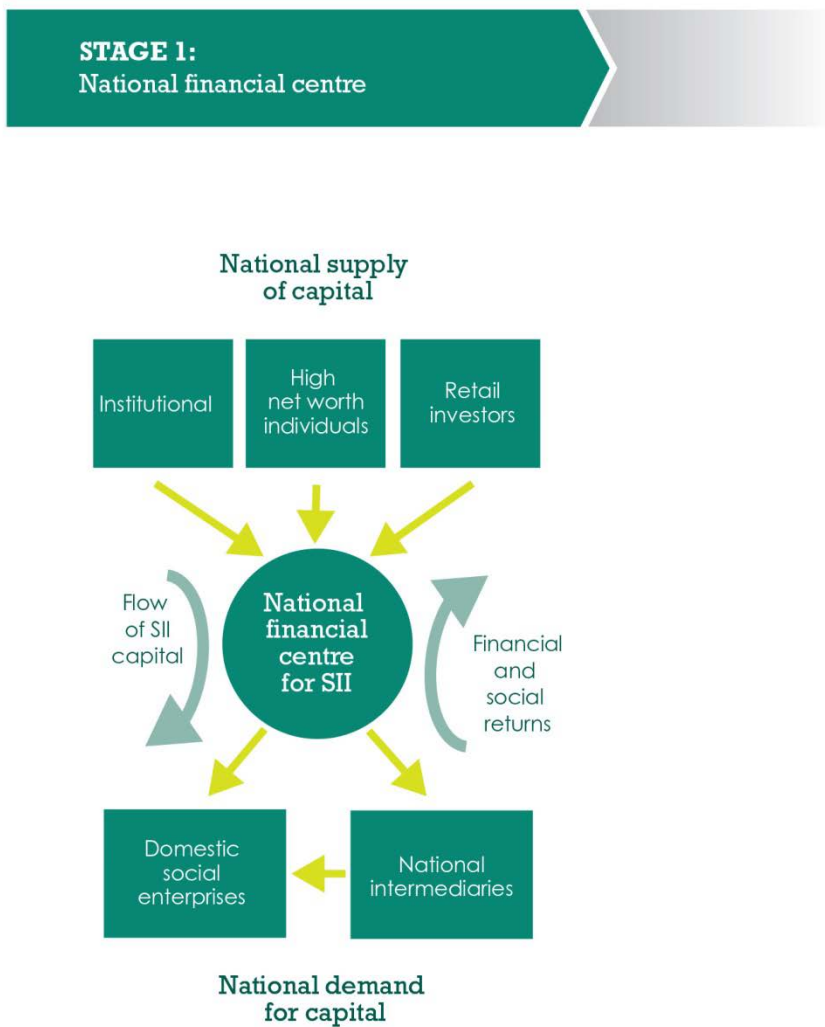 STAGE 1:
National financial centre
National supply
of capital
Institutional
High
net worth
individuals
Retail
investors
Flow
of SII
capital
National
financial
centre
for SII
Financial
and
social
returns
Domestic
social
enterprises
National
intermediaries
National demand
for capital